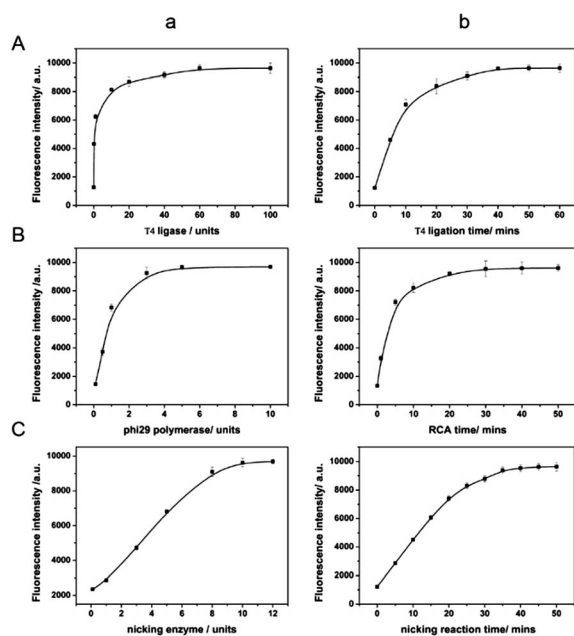 a
b
A
Fluorescence intensity/ a.u.
10000
8000
6000
4000
2000
0
0 20 40 60 80 100
T4 ligase / units
Fluorescence intensity/ a.u.
10000
8000
6000
4000
2000
0
0 10 20 30 40 50 60
T4 ligation time/ mins
B
Fluorescence intensity /a.u.
10000
8000
6000
4000
2000
0
0 2 4 6 8 10
phi29 polymerase/ units
Fluorescence intensity/ a.u.
10000
8000
6000
4000
2000
0
0 10 20 30 40 50
RCA time/ mins
C
Fluorescence intensity /a.u.
10000
8000
6000
4000
2000
0 2 4 6 8 10 12
nicking enzyme / units
Fluorescence intensity/ a.u.
10000
8000
6000
4000
2000
0
0 10 20 30 40 50
nicking reaction time/ mins